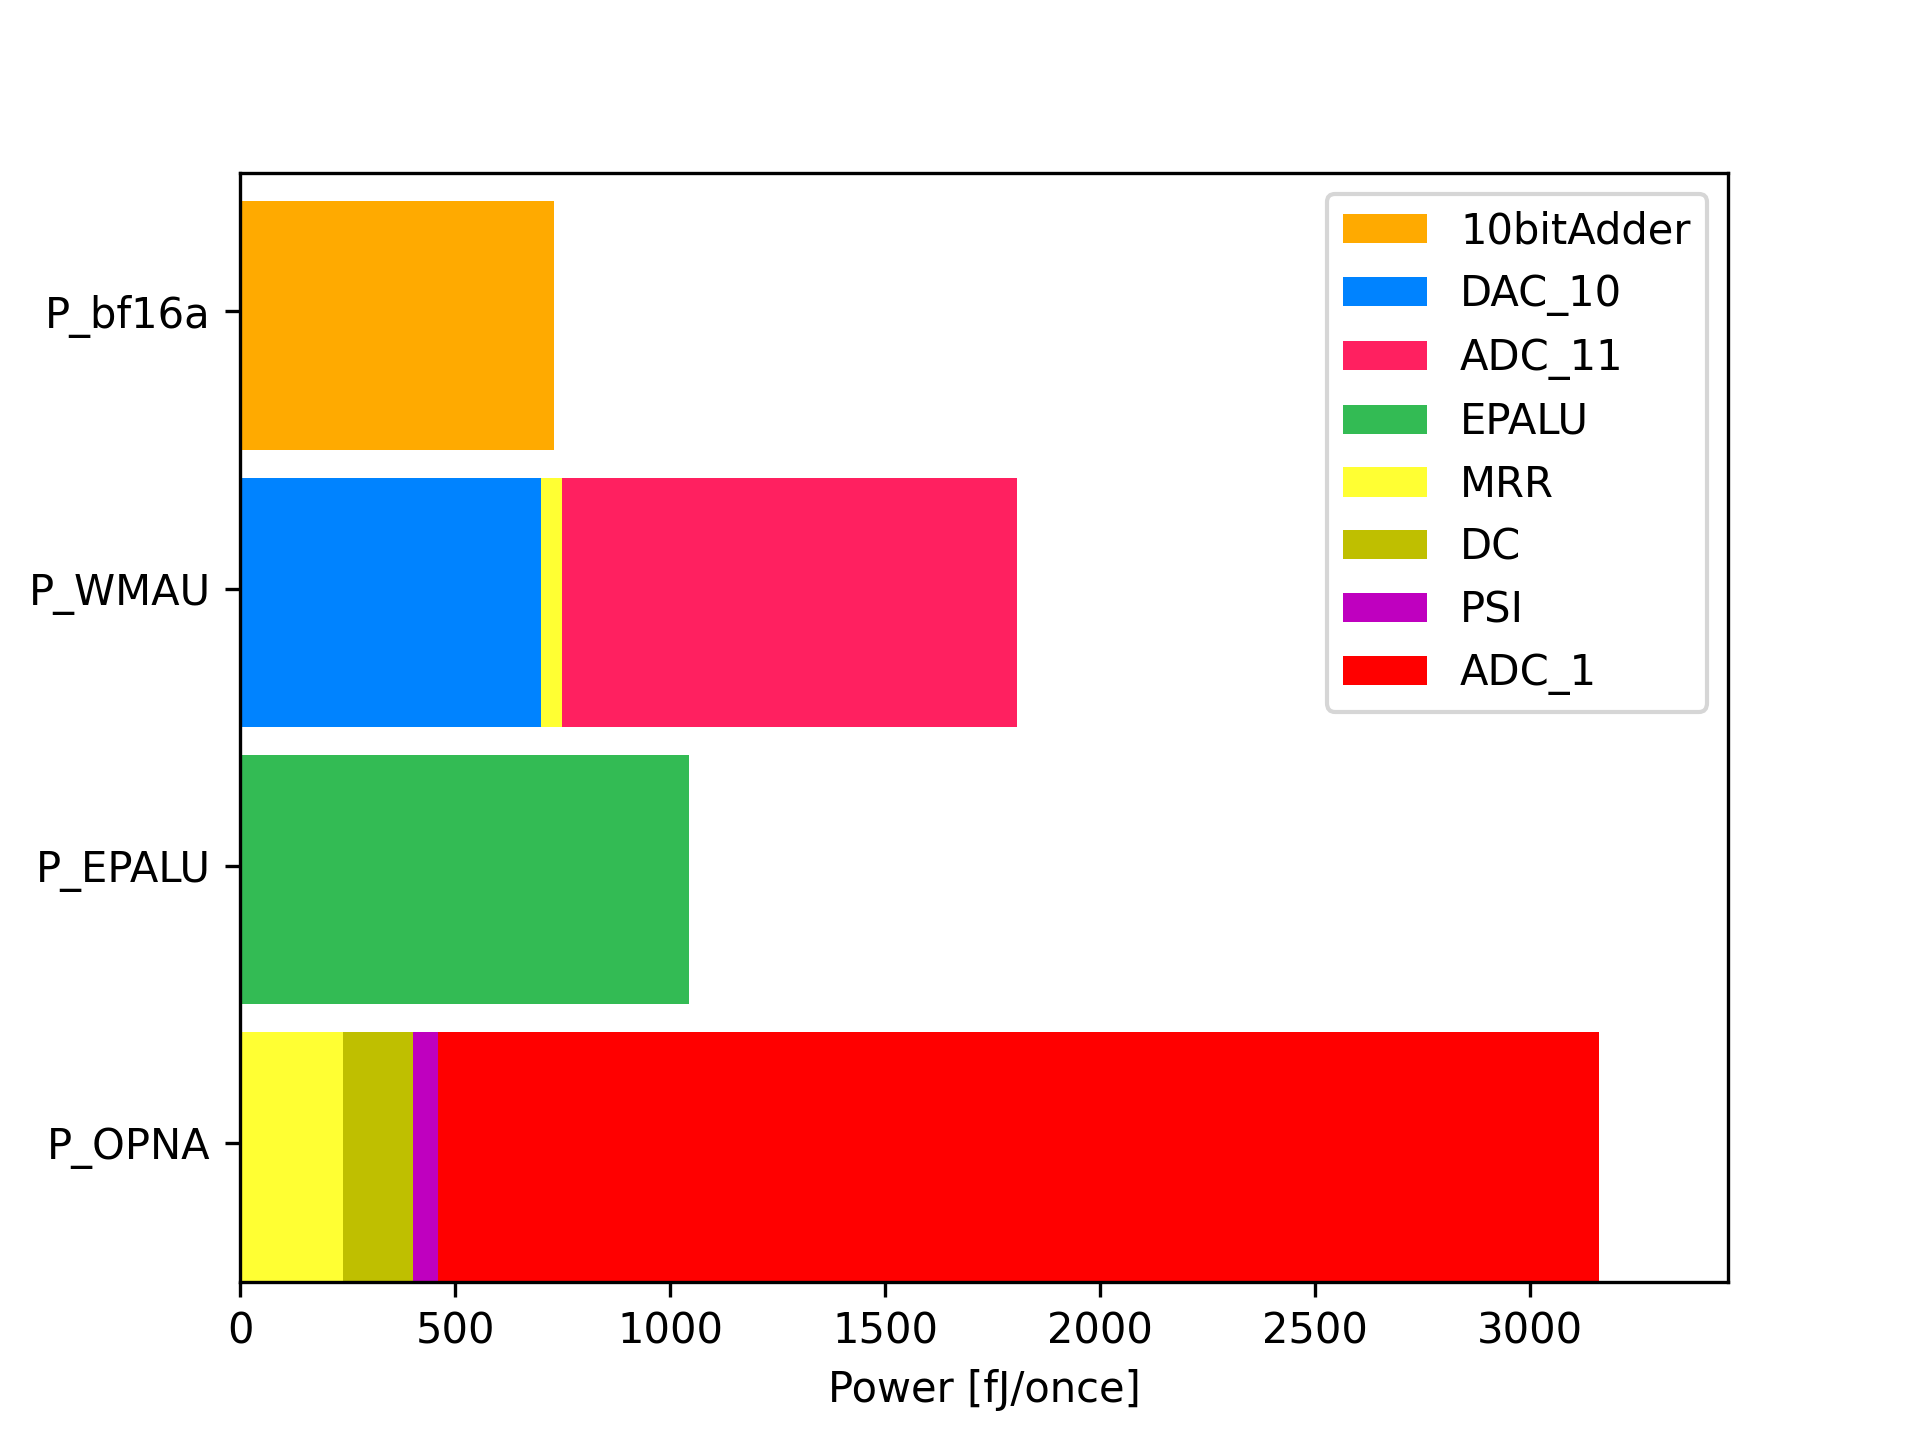 10bitAdder
DAC_10
ADC_11
EPALU
MRR
DC
PSI
ADC_1
P_bf16a
P_WMAU
P_EPALU
P_OPNA
0 500 1000 1500 2000 2500 3000
Power [fJ/once]